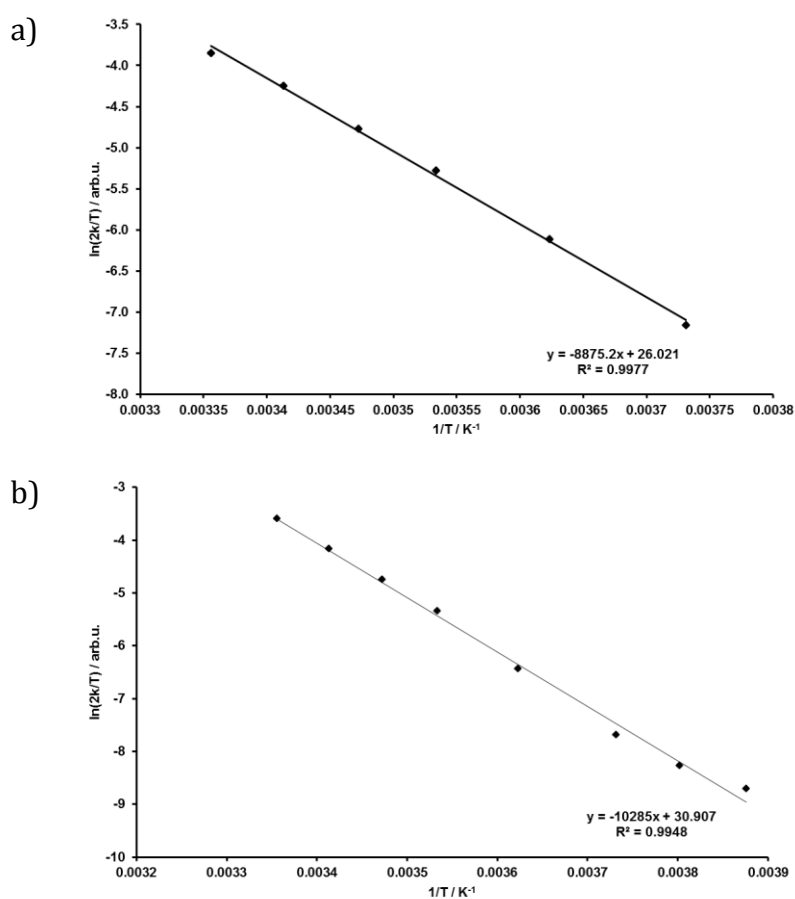 a)
-3.5
-4.0
-4.5
-5.0
-5.5
-6.0
-6.5
-7.0
-7.5
-8.0
ln(2k/T) / arb.u.
y = -8875.2x + 26.021
R² = 0.9977
0.0033 0.00335 0.0034 0.00345 0.0035 0.00355 0.0036 0.00365 0.0037 0.00375 0.0038
1/T / K⁻¹
b)
-3
-4
-5
-6
-7
-8
-9
-10
ln(2k/T) / arb.u.
y = -10285x + 30.907
R² = 0.9948
0.0032 0.0033 0.0034 0.0035 0.0036 0.0037 0.0038 0.0039
1/T / K⁻¹